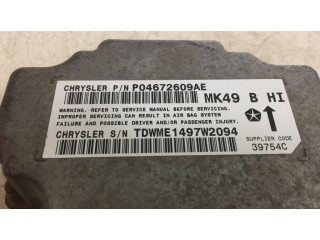 CHRYSLER P/N P04672609AE
MK49 B HI
WARNING-REFER TO SERVICE MANUAL BEFORE SERVICING.
IMPROPER SERVICING CAN RESULT IN AIR BAG SYSTEM
FAILURE AND POSSIBLE DRIVER AND/OR PASSENGER INJURY.
CHRYSLER S/N TDWME1497W2094
SUPPLIER CODE
39754C